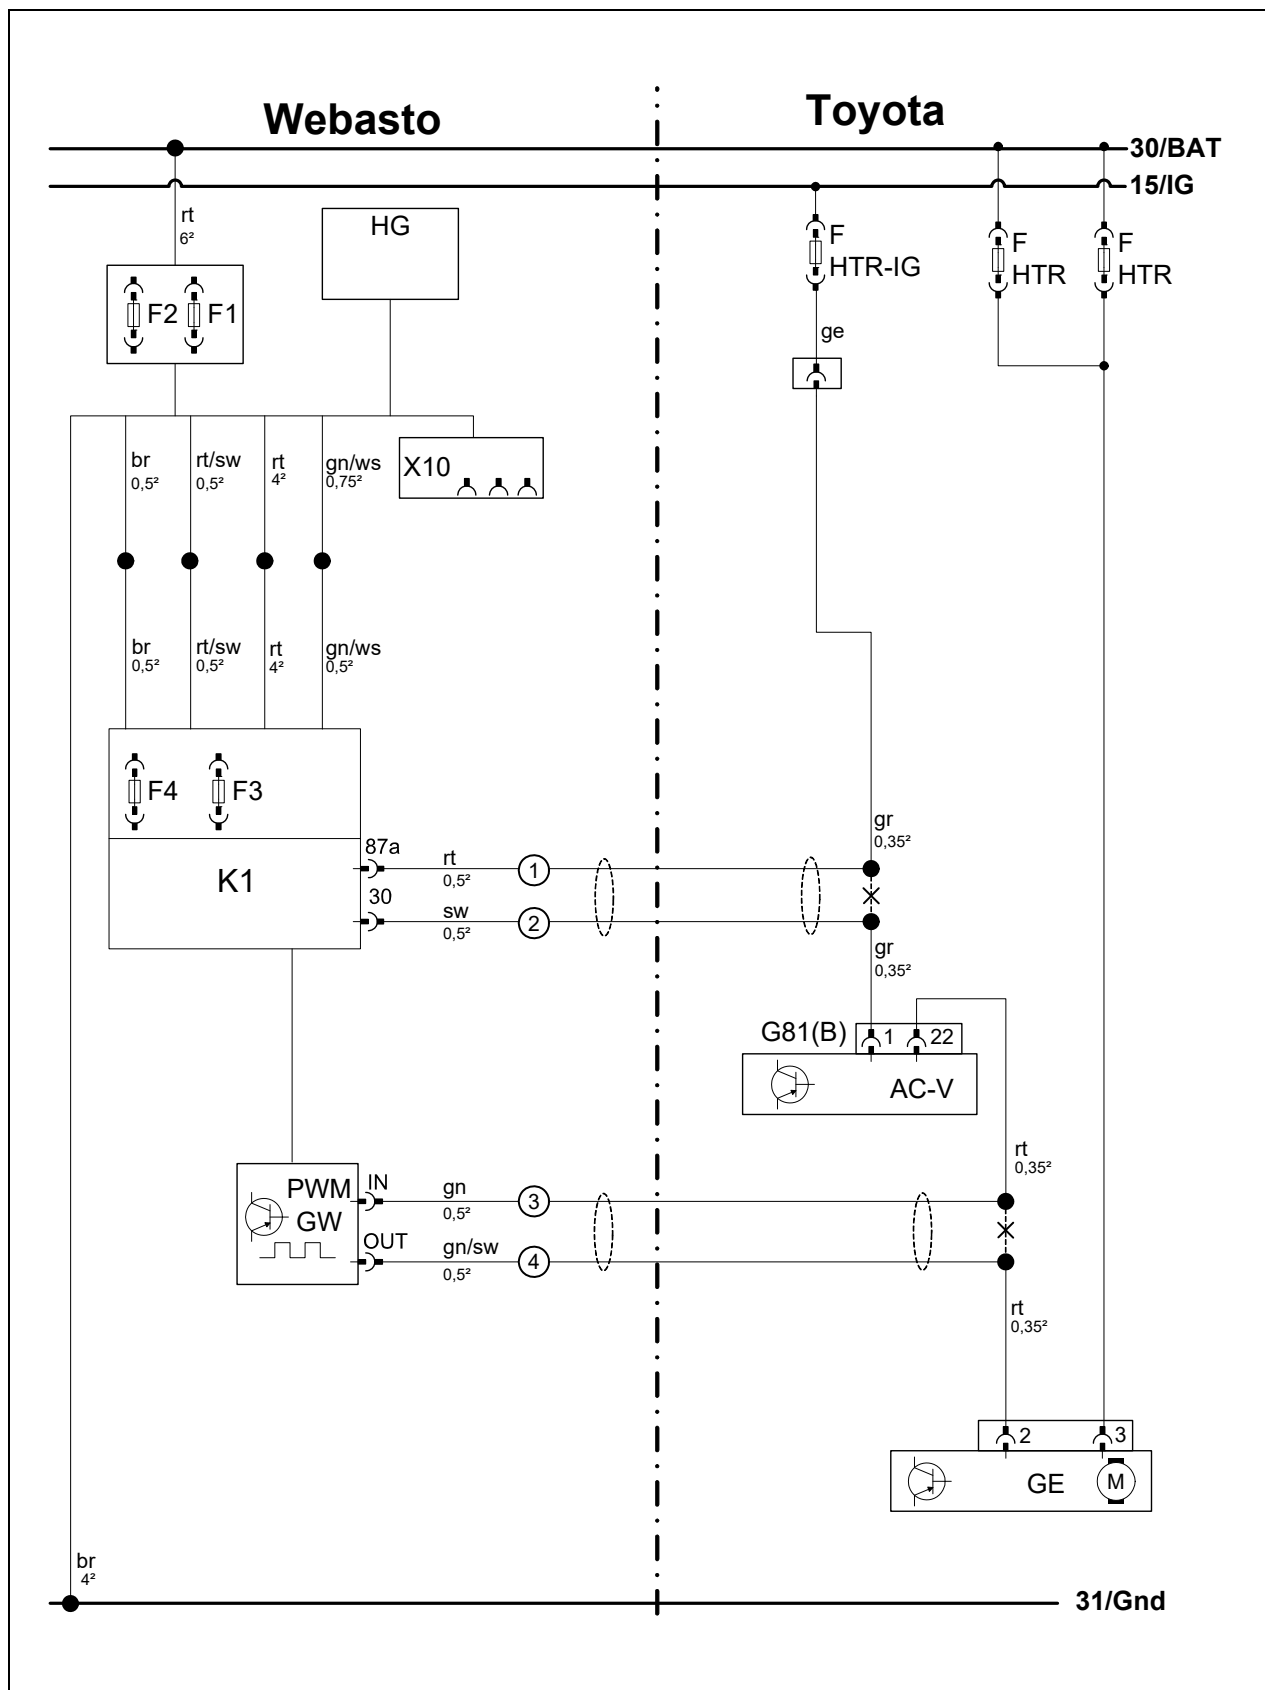 Webasto
Toyota
30/BAT
15/IG
rt
6²
HG
F
HTR-IG
F
HTR
F
HTR
F2
F1
ge
br
0,5²
rt/sw
0,5²
rt
4²
gn/ws
0,75²
X10
br
0,5²
rt/sw
0,5²
rt
4²
gn/ws
0,5²
F4
F3
K1
87a
rt
0,5²
1
gr
0,35²
30
sw
0,5²
2
gr
0,35²
G81(B)
1
22
AC-V
rt
0,35²
PWM
GW
IN
gn
0,5²
3
OUT
gn/sw
0,5²
4
rt
0,35²
2
3
GE
M
br
4²
31/Gnd